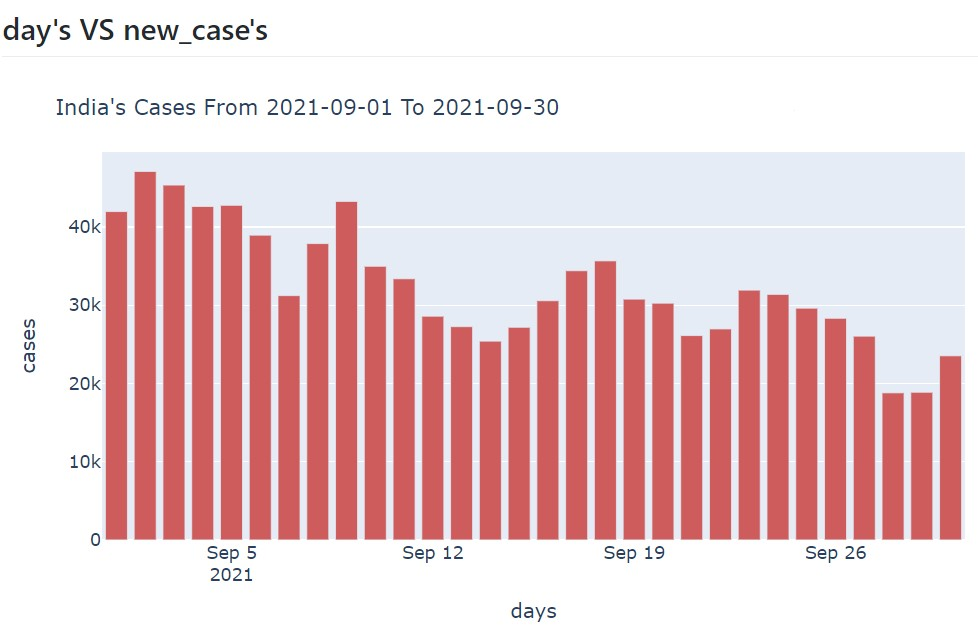 day's VS new_case's
India's Cases From 2021-09-01 To 2021-09-30
40k
30k
20k
10k
0
cases
Sep 5 Sep 12 Sep 19 Sep 26
2021
days